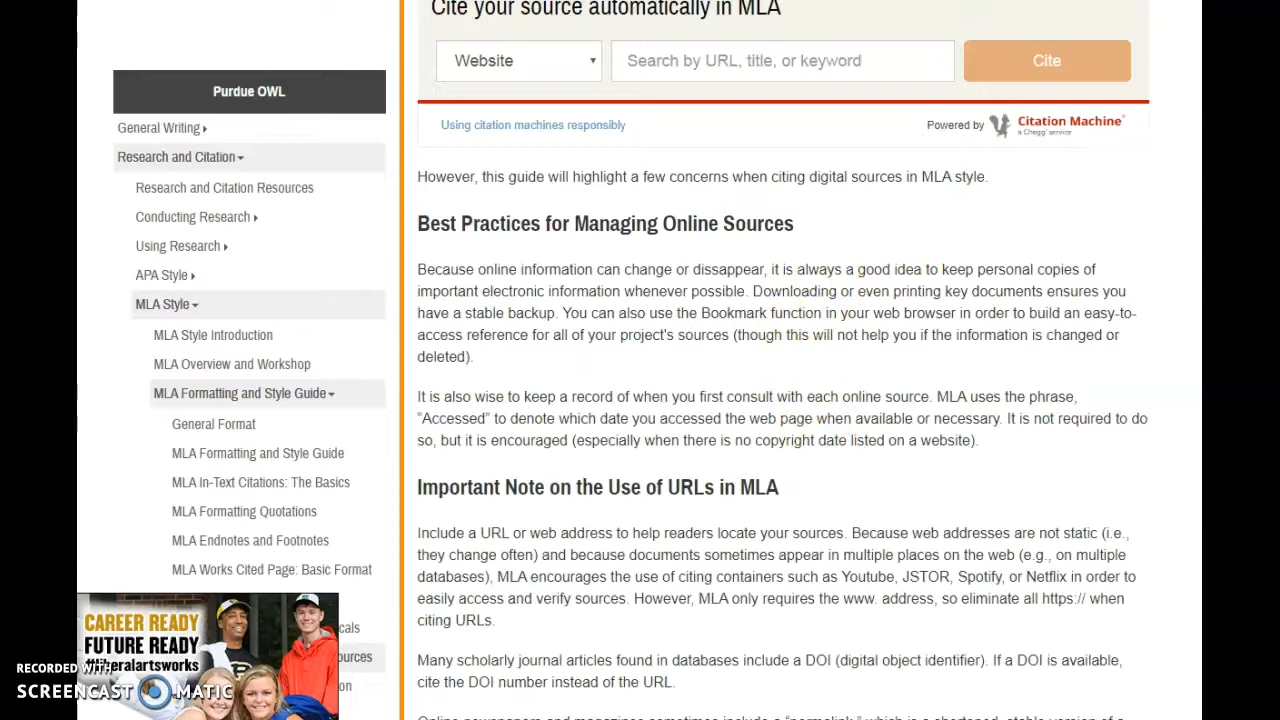 Cite your source automatically in MLA
Website
Search by URL, title, or keyword
Cite
Using citation machines responsibly
Powered by
Citation Machine
a Chegg service
Purdue OWL
General Writing
Research and Citation
Research and Citation Resources
Conducting Research
Using Research
APA Style
MLA Style
MLA Style Introduction
MLA Overview and Workshop
MLA Formatting and Style Guide
General Format
MLA Formatting and Style Guide
MLA In-Text Citations: The Basics
MLA Formatting Quotations
MLA Endnotes and Footnotes
MLA Works Cited Page: Basic Format
However, this guide will highlight a few concerns when citing digital sources in MLA style.
Best Practices for Managing Online Sources
Because online information can change or dissappear, it is always a good idea to keep personal copies of
important electronic information whenever possible. Downloading or even printing key documents ensures you
have a stable backup. You can also use the Bookmark function in your web browser in order to build an easy-to-
access reference for all of your project's sources (though this will not help you if the information is changed or
deleted).
It is also wise to keep a record of when you first consult with each online source. MLA uses the phrase,
“Accessed” to denote which date you accessed the web page when available or necessary. It is not required to do
so, but it is encouraged (especially when there is no copyright date listed on a website).
Important Note on the Use of URLs in MLA
Include a URL or web address to help readers locate your sources. Because web addresses are not static (i.e.,
they change often) and because documents sometimes appear in multiple places on the web (e.g., on multiple
databases), MLA encourages the use of citing containers such as Youtube, JSTOR, Spotify, or Netflix in order to
easily access and verify sources. However, MLA only requires the www. address, so eliminate all https:// when
citing URLs.
Many scholarly journal articles found in databases include a DOI (digital object identifier). If a DOI is available,
cite the DOI number instead of the URL.
Online newspapers and magazines sometimes include a “permalink,” which is a shortened, stable version of a
CAREER READY
FUTURE READY
#liberalartsworks
RECORDED WITH
SCREENCAST MATIC